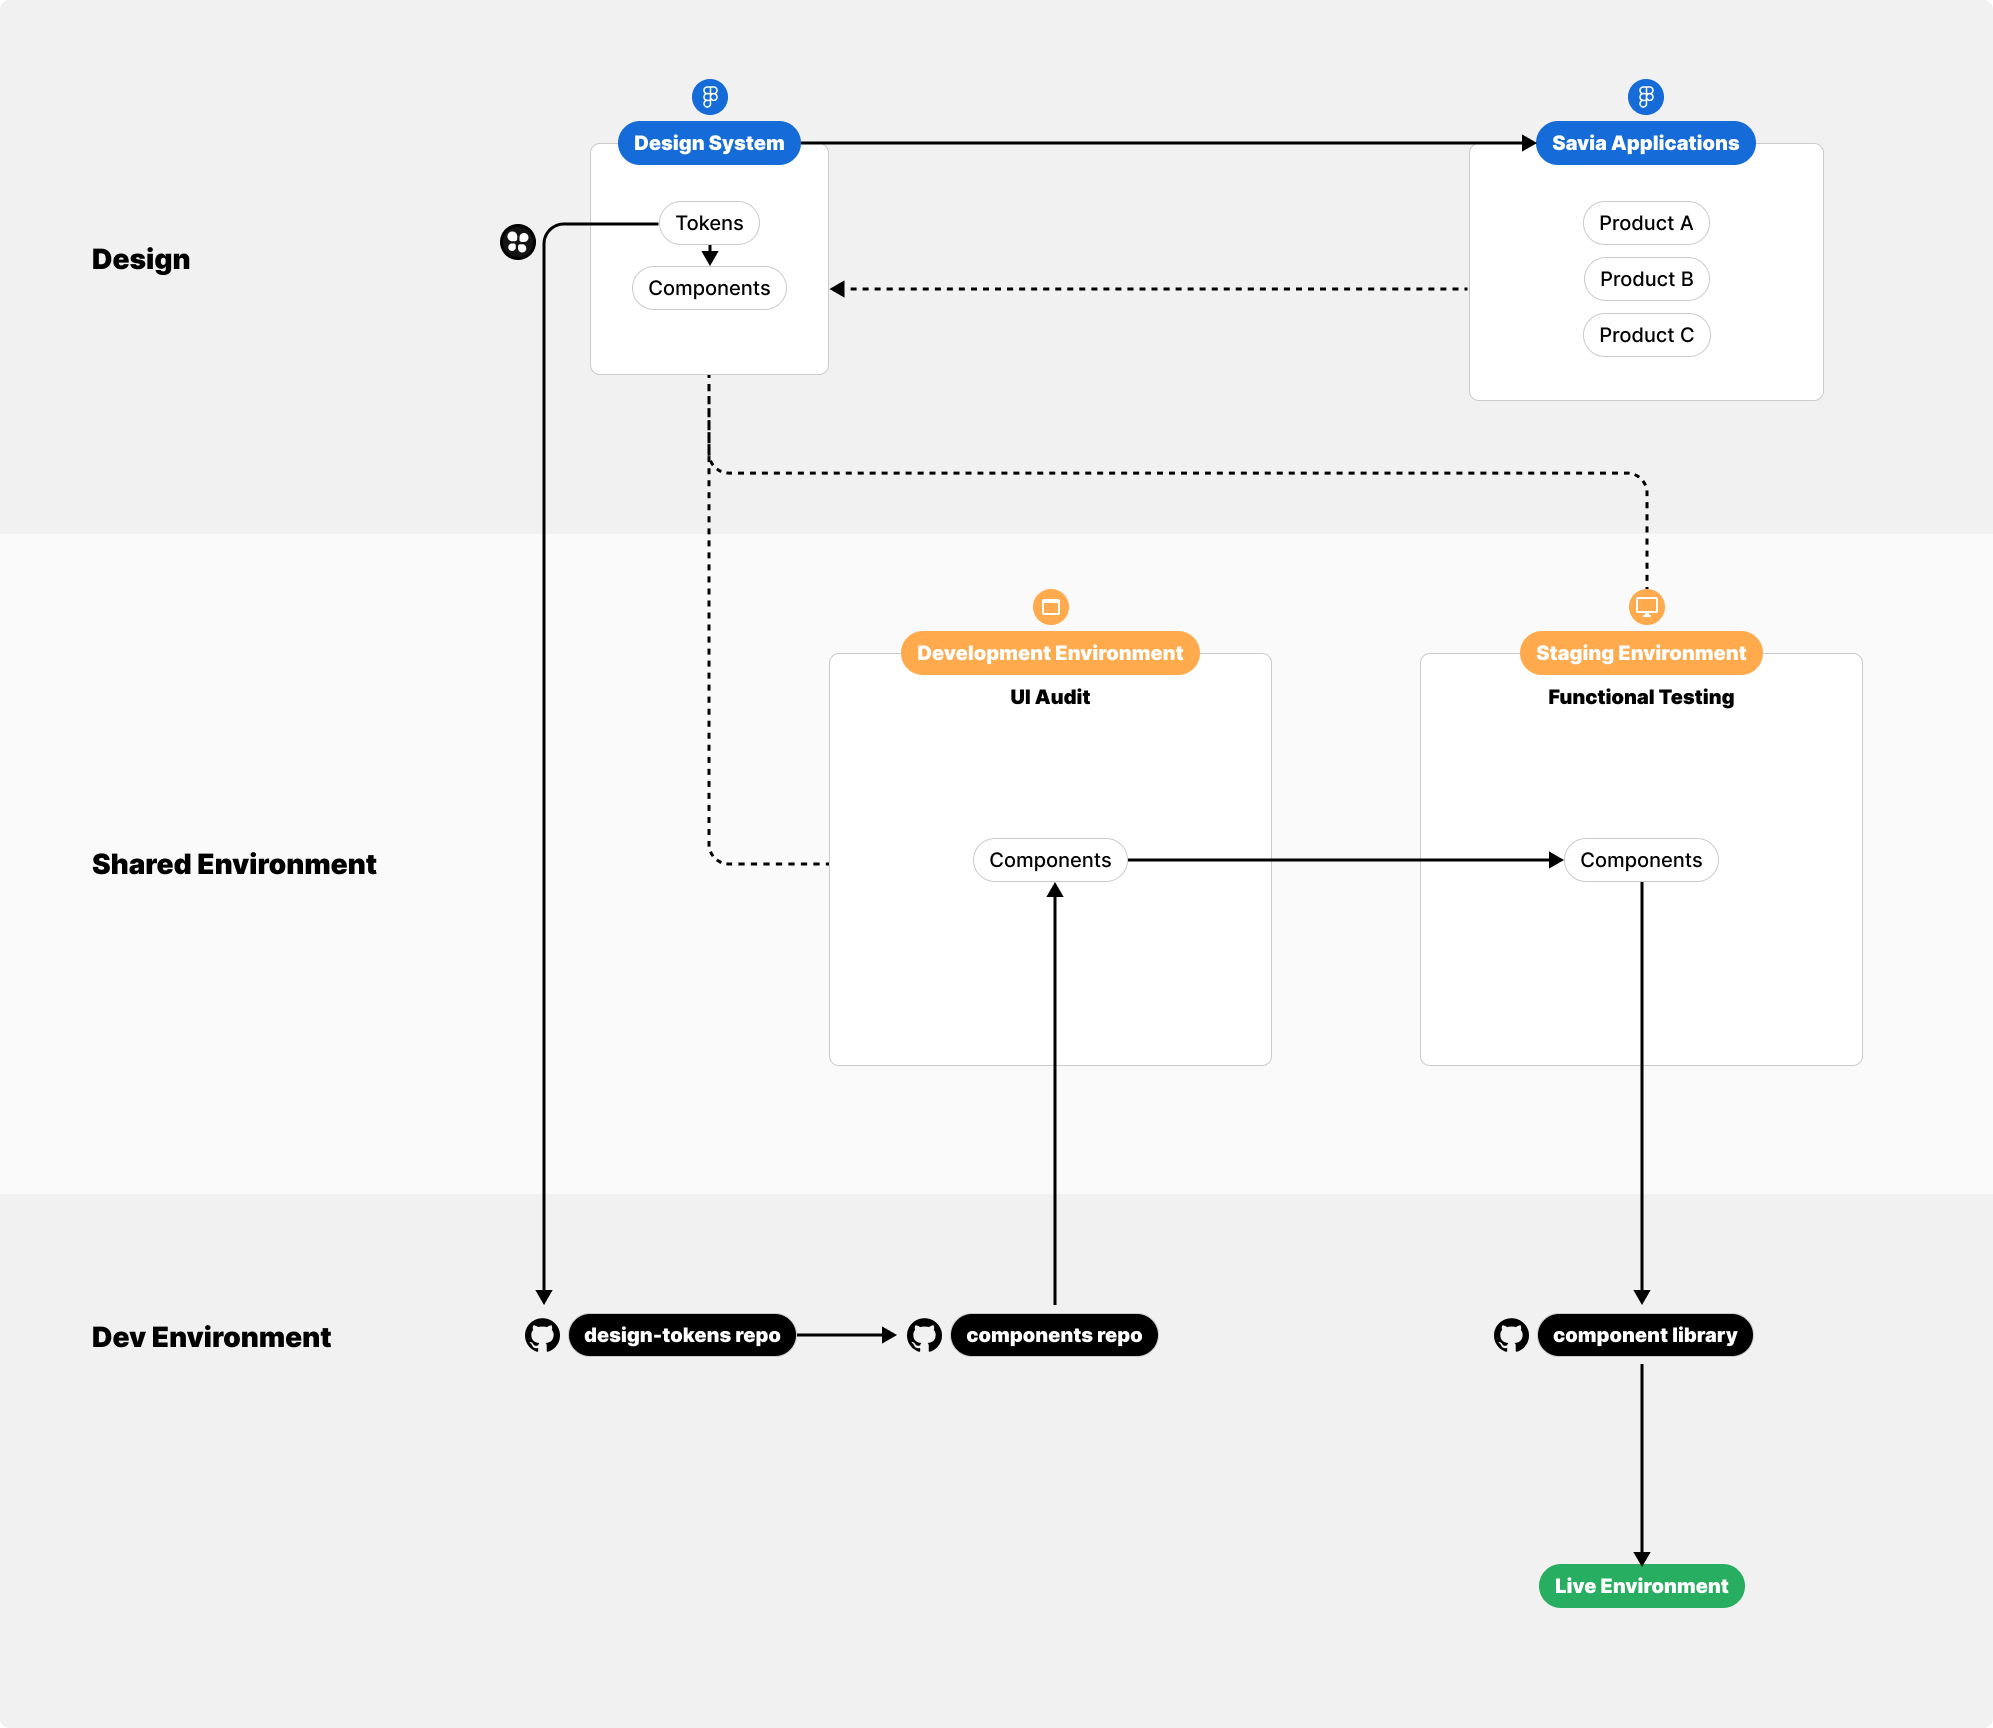 Design System
Savia Applications
Tokens
Components
Product A
Product B
Product C
Design
Development Environment
UI Audit
Staging Environment
Functional Testing
Components
Components
Shared Environment
Dev Environment
design-tokens repo
components repo
component library
Live Environment